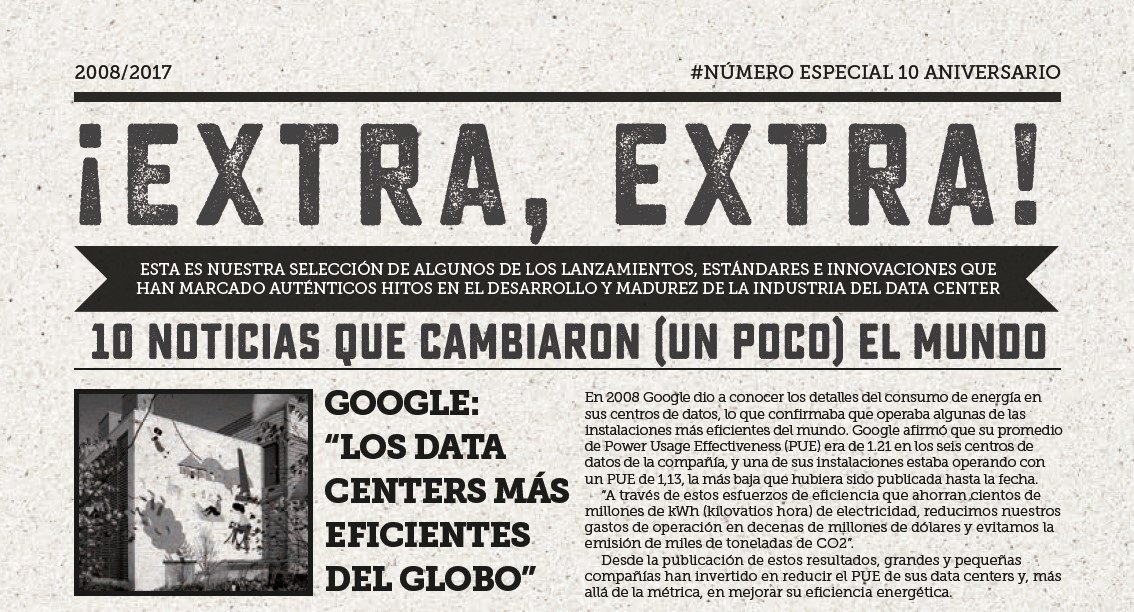 2008/2017
#NÚMERO ESPECIAL 10 ANIVERSARIO
¡EXTRA, EXTRA!
ESTA ES NUESTRA SELECCIÓN DE ALGUNOS DE LOS LANZAMIENTOS, ESTÁNDARES E INNOVACIONES QUE
HAN MARCADO AUTÉNTICOS HITOS EN EL DESARROLLO Y MADUREZ DE LA INDUSTRIA DEL DATA CENTER
10 NOTICIAS QUE CAMBIARON (UN POCO) EL MUNDO
GOOGLE:
“LOS DATA
CENTERS MÁS
EFICIENTES
DEL GLOBO”
En 2008 Google dio a conocer los detalles del consumo de energía en
sus centros de datos, lo que confirmaba que operaba algunas de las
instalaciones más eficientes del mundo. Google afirmó que su promedio
de Power Usage Effectiveness (PUE) era de 1.21 en los seis centros de
datos de la compañía, y una de sus instalaciones estaba operando con
un PUE de 1,13, la más baja que hubiera sido publicada hasta la fecha.
“A través de estos esfuerzos de eficiencia que ahorran cientos de
millones de kWh (kilovatios hora) de electricidad, reducimos nuestros
gastos de operación en decenas de millones de dólares y evitamos la
emisión de miles de toneladas de CO2”.
Desde la publicación de estos resultados, grandes y pequeñas
compañías han invertido en reducir el PUE de sus data centers y, más
allá de la métrica, en mejorar su eficiencia energética.